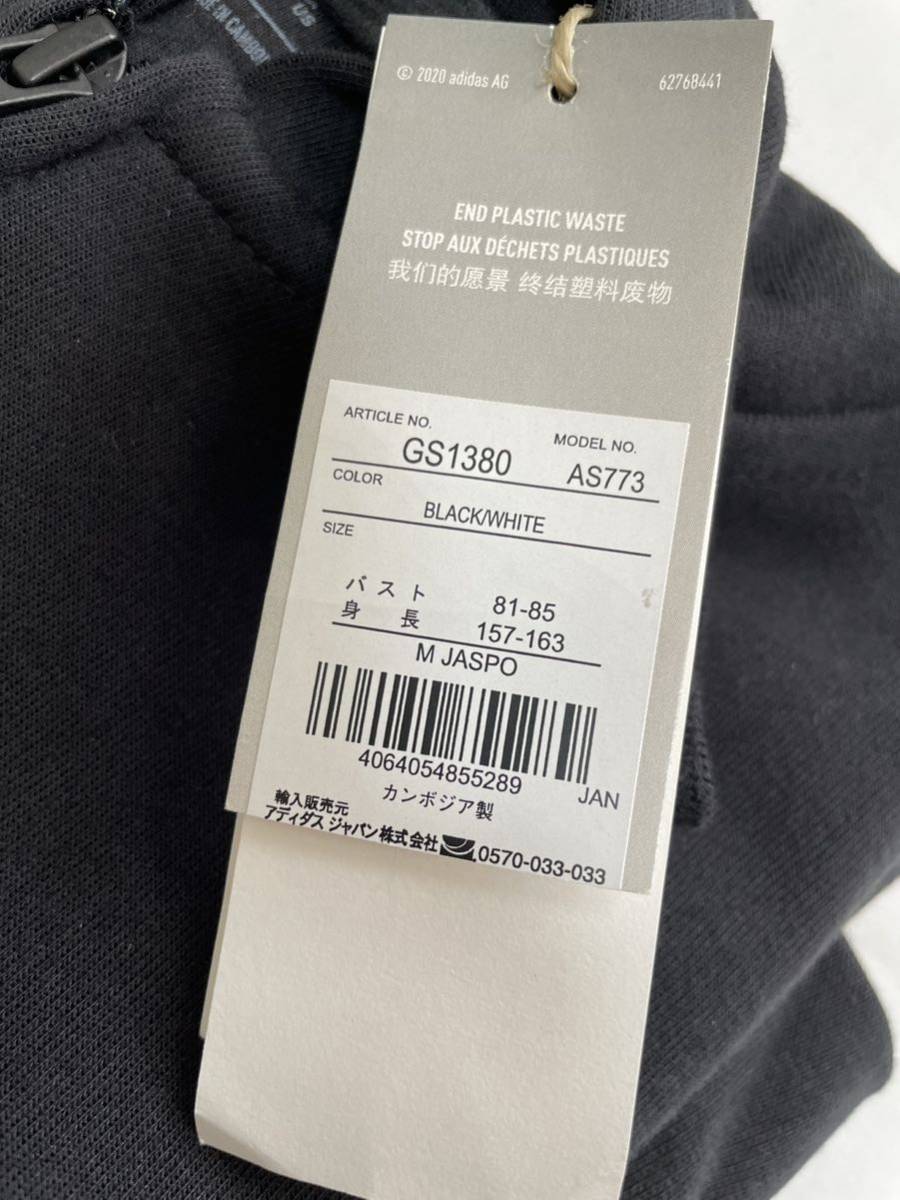 US
© 2020 adidas AG
62768441
END PLASTIC WASTE
STOP AUX DÉCHETS PLASTIQUES
我们的愿景 终结塑料废物
ARTICLE NO.
GS1380
MODEL NO.
AS773
COLOR
BLACK/WHITE
SIZE
バスト 81-85
身長 157-163
M JASPO
4064054855289
JAN
カンボジア製
輸入販売元
アディダス ジャパン株式会社 0570-033-033